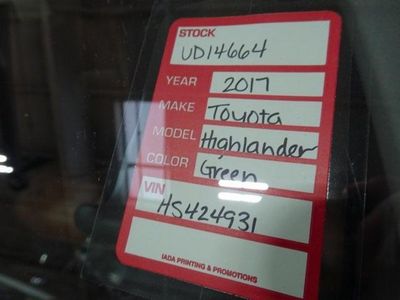 STOCK
UD14664
YEAR 2017
MAKE Toyota
MODEL Highlander
COLOR Green
VIN
HS424931
IADA PRINTING & PROMOTIONS